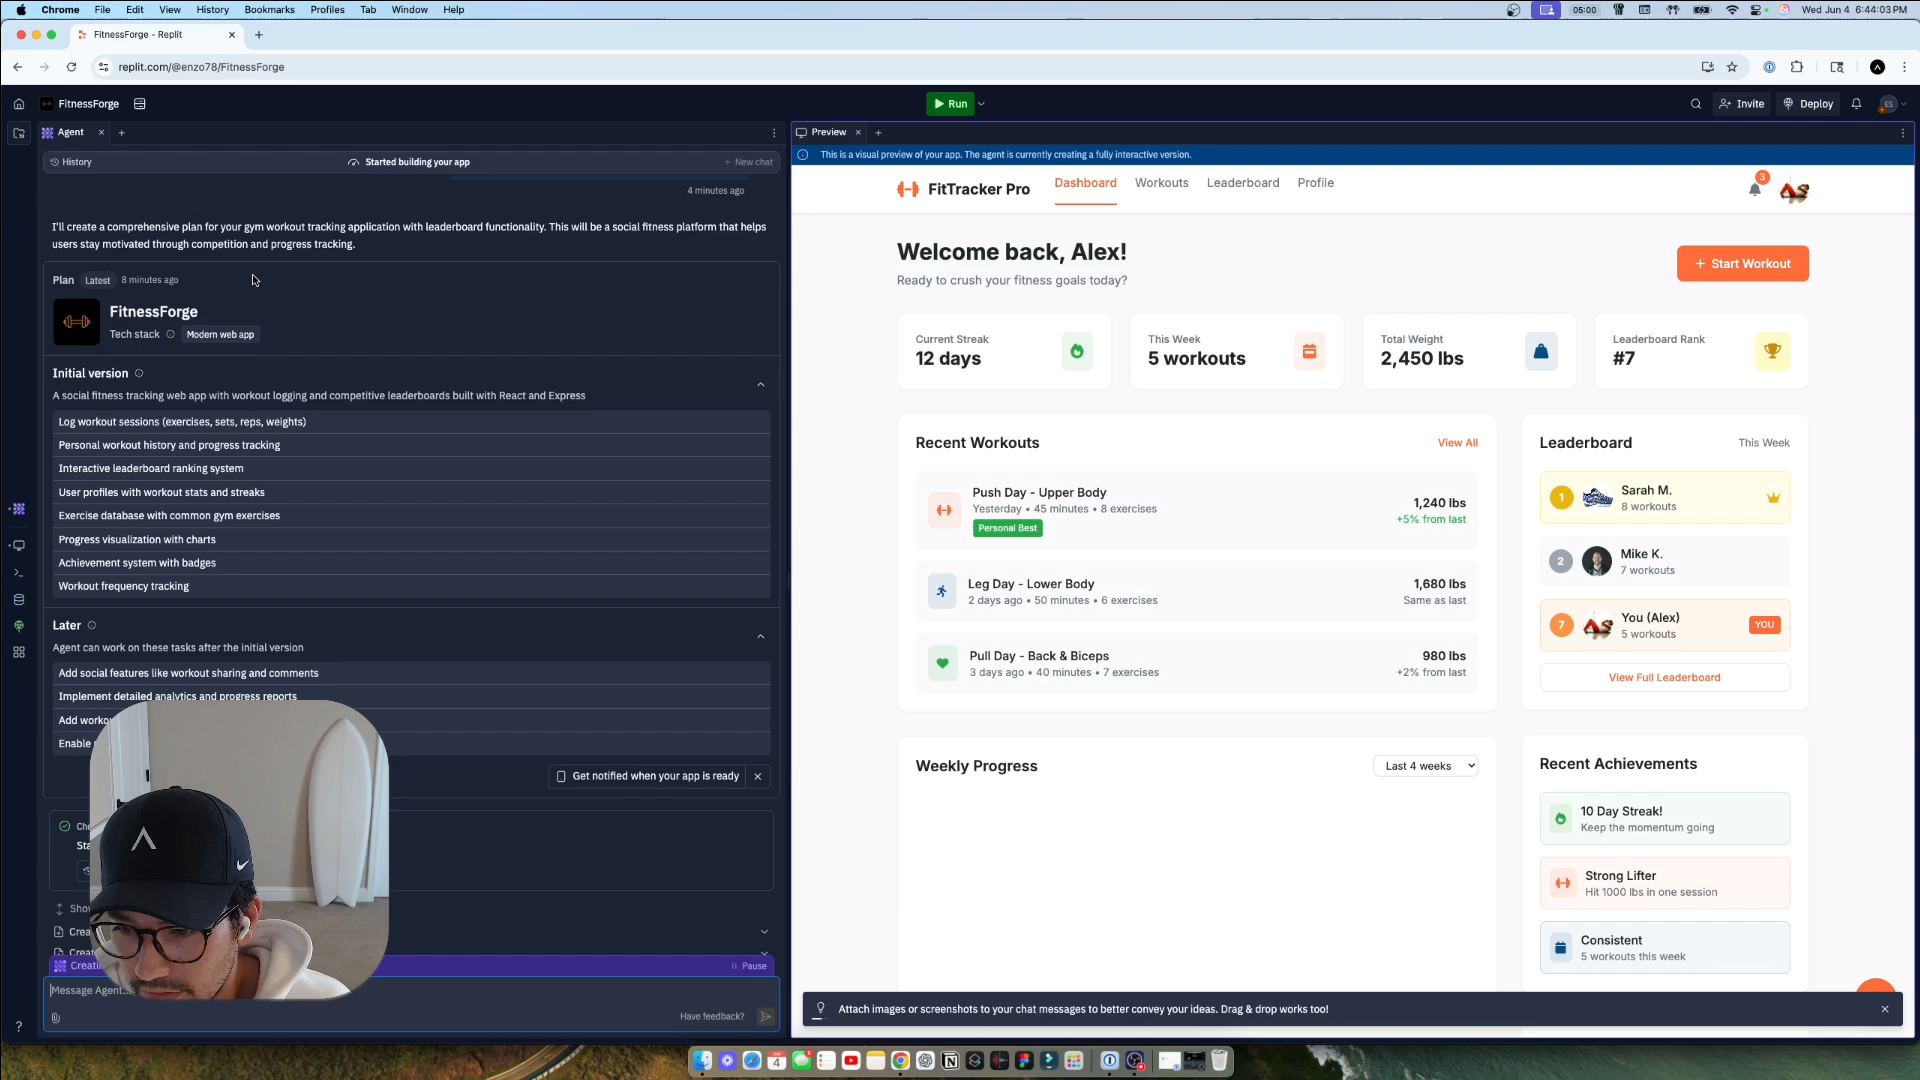 Chrome File Edit View History Bookmarks Profiles Tab Window Help
05:00 Wed Jun 4 6:44:03 PM
FitnessForge - Replit
replit.com/@enzo78/FitnessForge
FitnessForge
Run
Invite Deploy ES
Agent
History
Started building your app
New chat
4 minutes ago
I'll create a comprehensive plan for your gym workout tracking application with leaderboard functionality. This will be a social fitness platform that helps
users stay motivated through competition and progress tracking.
Plan Latest 8 minutes ago
FitnessForge
Tech stack Modern web app
Initial version
A social fitness tracking web app with workout logging and competitive leaderboards built with React and Express
Log workout sessions (exercises, sets, reps, weights)
Personal workout history and progress tracking
Interactive leaderboard ranking system
User profiles with workout stats and streaks
Exercise database with common gym exercises
Progress visualization with charts
Achievement system with badges
Workout frequency tracking
Later
Agent can work on these tasks after the initial version
Add social features like workout sharing and comments
Implement detailed analytics and progress reports
Add
Enable
Get notified when your app is ready
Pause
Message Agent...
Have feedback?
Preview
This is a visual preview of your app. The agent is currently creating a fully interactive version.
FitTracker Pro
Dashboard Workouts Leaderboard Profile
3
Welcome back, Alex!
Ready to crush your fitness goals today?
+ Start Workout
Current Streak
12 days
This Week
5 workouts
Total Weight
2,450 lbs
Leaderboard Rank
#7
Recent Workouts
View All
Push Day - Upper Body
Yesterday • 45 minutes • 8 exercises
Personal Best
1,240 lbs
+5% from last
Leg Day - Lower Body
2 days ago • 50 minutes • 6 exercises
1,680 lbs
Same as last
Pull Day - Back & Biceps
3 days ago • 40 minutes • 7 exercises
980 lbs
+2% from last
Leaderboard
This Week
1
Sarah M.
8 workouts
2
Mike K.
7 workouts
7
You (Alex)
5 workouts
YOU
View Full Leaderboard
Weekly Progress
Last 4 weeks
Recent Achievements
10 Day Streak!
Keep the momentum going
Strong Lifter
Hit 1000 lbs in one session
Consistent
5 workouts this week
Attach images or screenshots to your chat messages to better convey your ideas. Drag & drop works too!